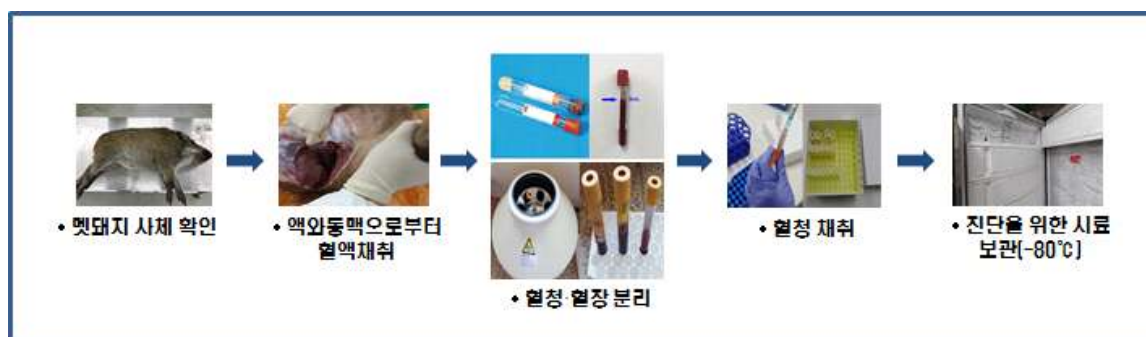 • 멧돼지 사체 확인
• 액와동맥으로부터
혈액채취
• 혈청·혈장 분리
• 혈청 채취
• 진단을 위한 시료
보관(-80℃)